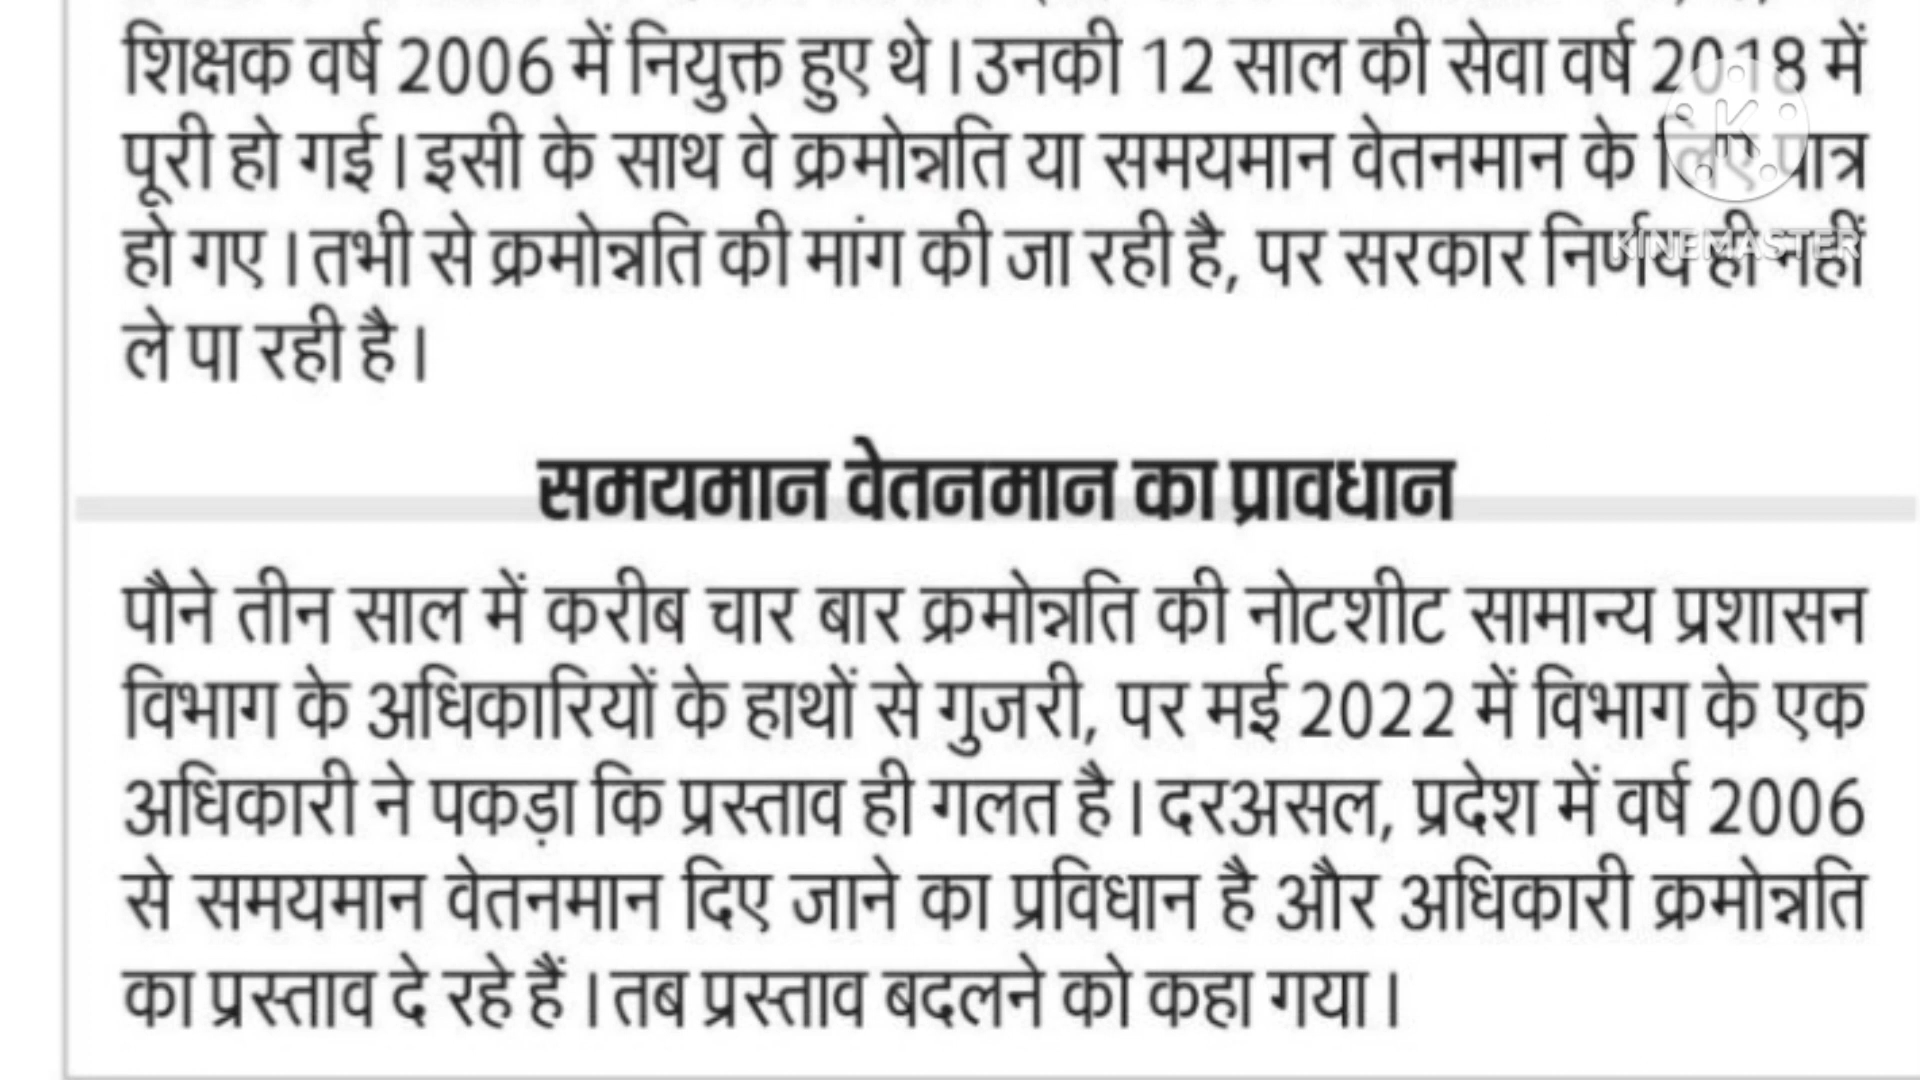 शिक्षक वर्ष 2006 में नियुक्त हुए थे। उनकी 12 साल की सेवा वर्ष 2018 में
पूरी हो गई। इसी के साथ वे क्रमोन्नति या समयमान वेतनमान के लिए पात्र
हो गए। तभी से क्रमोन्नति की मांग की जा रही है, पर सरकार निर्णय ही नहीं
ले पा रही है।
KINEMASTER
समयमान वेतनमान का प्रावधान
पौने तीन साल में करीब चार बार क्रमोन्नति की नोटशीट सामान्य प्रशासन
विभाग के अधिकारियों के हाथों से गुजरी, पर मई 2022 में विभाग के एक
अधिकारी ने पकड़ा कि प्रस्ताव ही गलत है। दरअसल, प्रदेश में वर्ष 2006
से समयमान वेतनमान दिए जाने का प्रविधान है और अधिकारी क्रमोन्नति
का प्रस्ताव दे रहे हैं। तब प्रस्ताव बदलने को कहा गया।